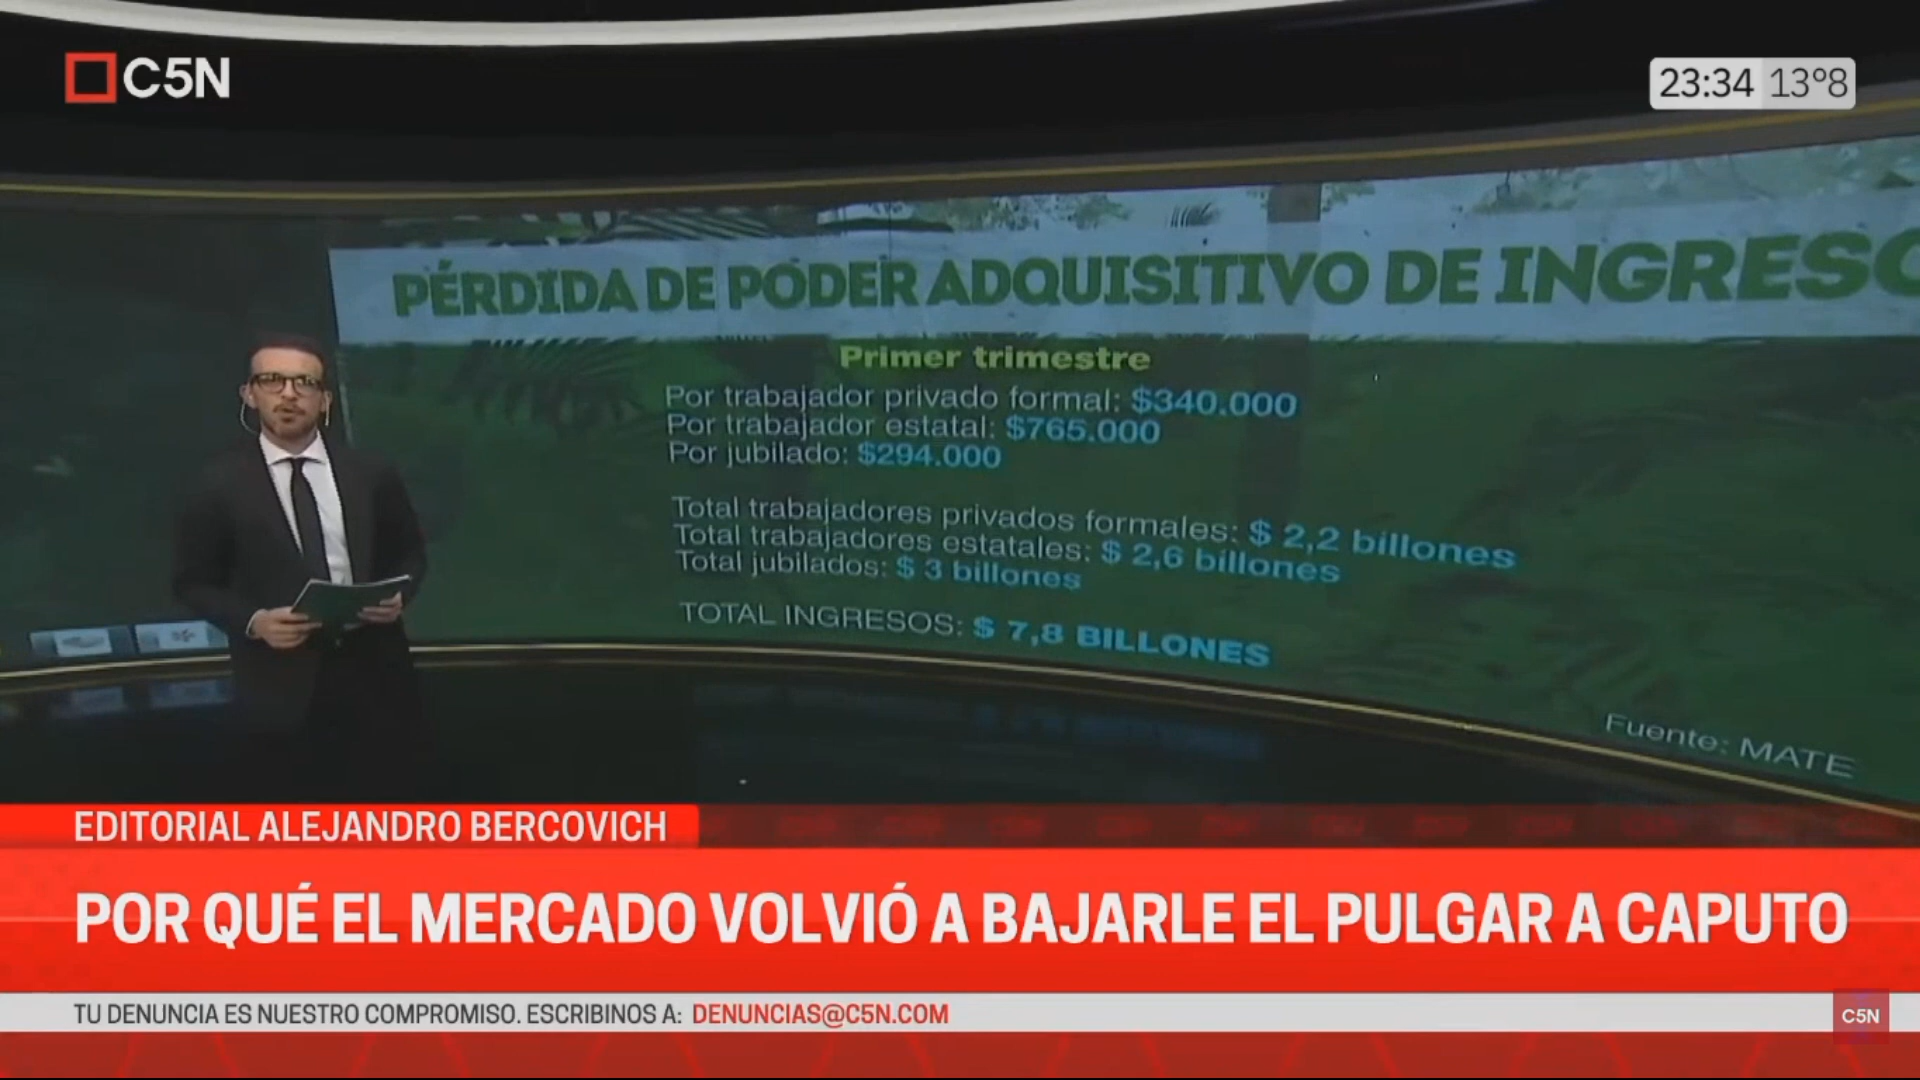 C5N
23:34 13°8
PÉRDIDA DE PODER ADQUISITIVO DE INGRESO
Primer trimestre
Por trabajador privado formal: $340.000
Por trabajador estatal: $765.000
Por jubilado: $294.000
Total trabajadores privados formales: $ 2,2 billones
Total trabajadores estatales: $ 2,6 billones
Total jubilados: $ 3 billones
TOTAL INGRESOS: $ 7,8 BILLONES
Fuente: MATE
EDITORIAL ALEJANDRO BERCOVICH
POR QUÉ EL MERCADO VOLVIÓ A BAJARLE EL PULGAR A CAPUTO
TU DENUNCIA ES NUESTRO COMPROMISO. ESCRIBINOS A: DENUNCIAS@C5N.COM
C5N